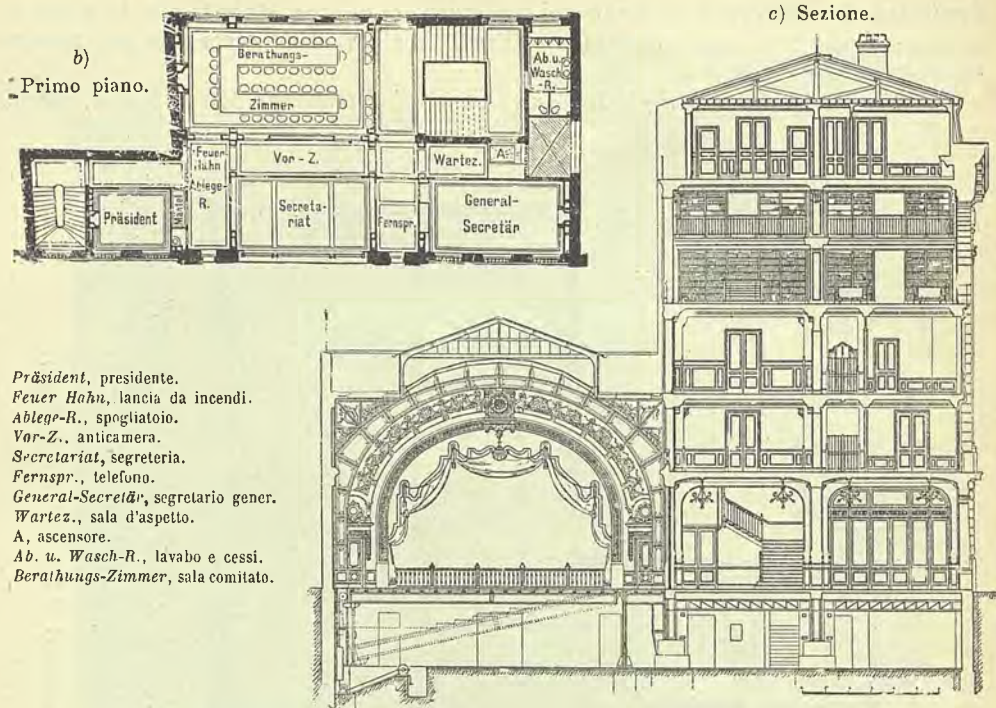 b)
Primo piano.
c) Sezione.
Berathungs-
Zimmer
Ab. u.
Wasch
-R.
Feuer
Hahn
Ablege-
R.
Vor-Z.
Wartez.
A
Präsident
Mäntel
Secreta-
riat
Fernspr.
General-
Secretär
Präsident, presidente.
Feuer Hahn, lancia da incendi.
Ablege-R., spogliatoio.
Vor-Z., anticamera.
Secretariat, segreteria.
Fernspr., telefono.
General-Secretär, segretario gener.
Wartez., sala d'aspetto.
A, ascensore.
Ab. u. Wasch-R., lavabo e cessi.
Berathungs-Zimmer, sala comitato.